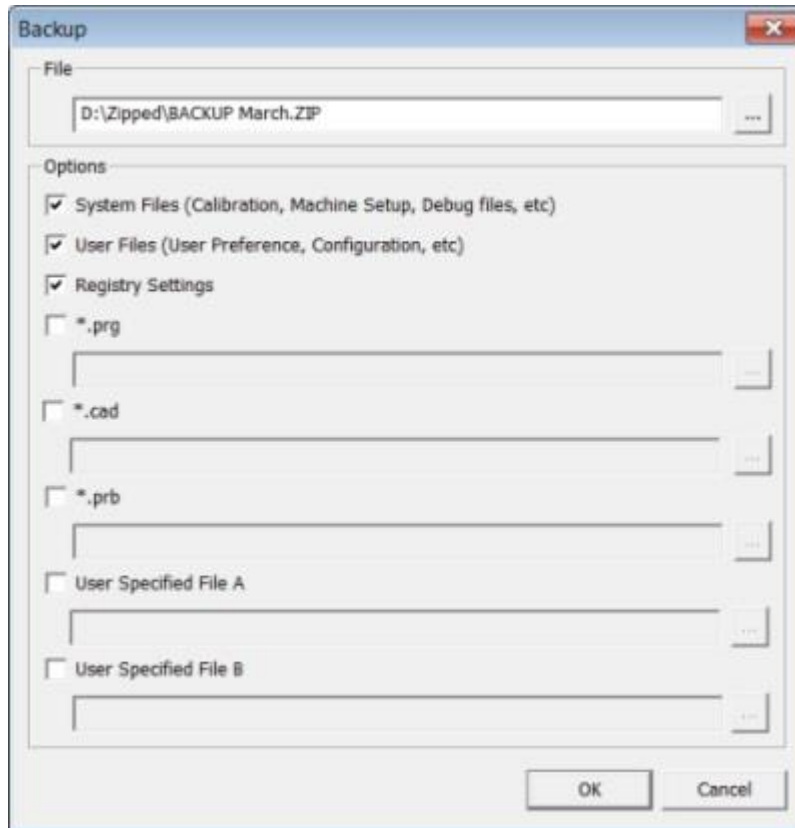 Backup
File
D:\Zipped\BACKUP March.ZIP
...
Options
System Files (Calibration, Machine Setup, Debug files, etc)
User Files (User Preference, Configuration, etc)
Registry Settings
*.prg
...
*.cad
...
*.prb
...
User Specified File A
...
User Specified File B
...
OK Cancel